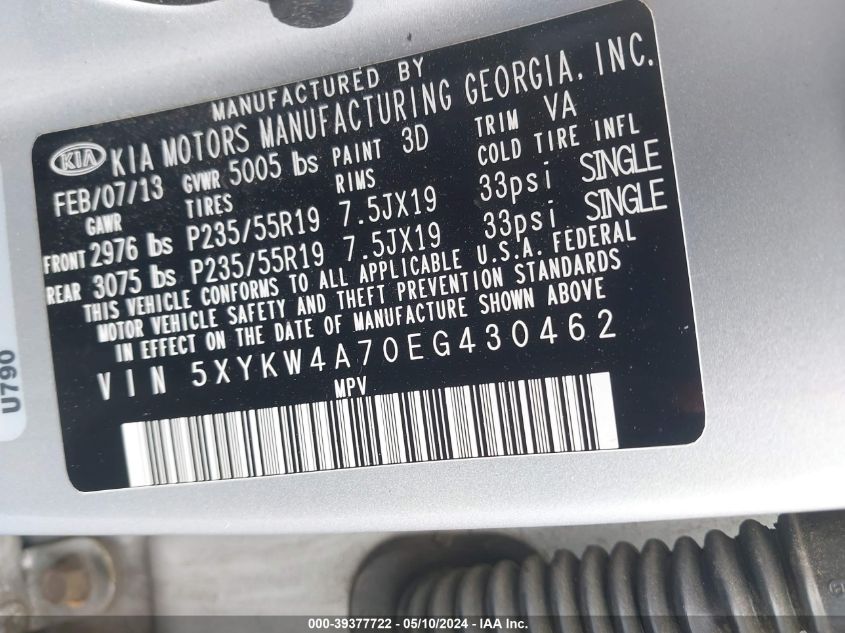 MANUFACTURED BY
KIA KIA MOTORS MANUFACTURING GEORGIA, INC.
FEB/07/13 GVWR 5005 lbs PAINT 3D TRIM VA
GAWR TIRES RIMS COLD TIRE INFL
FRONT 2976 lbs P235/55R19 7.5JX19 33psi SINGLE
REAR 3075 lbs P235/55R19 7.5JX19 33psi SINGLE
THIS VEHICLE CONFORMS TO ALL APPLICABLE U.S.A. FEDERAL
MOTOR VEHICLE SAFETY AND THEFT PREVENTION STANDARDS
IN EFFECT ON THE DATE OF MANUFACTURE SHOWN ABOVE
VIN 5XYKW4A70EG430462
MPV
U790
000-39377722 - 05/10/2024 - IAA Inc.